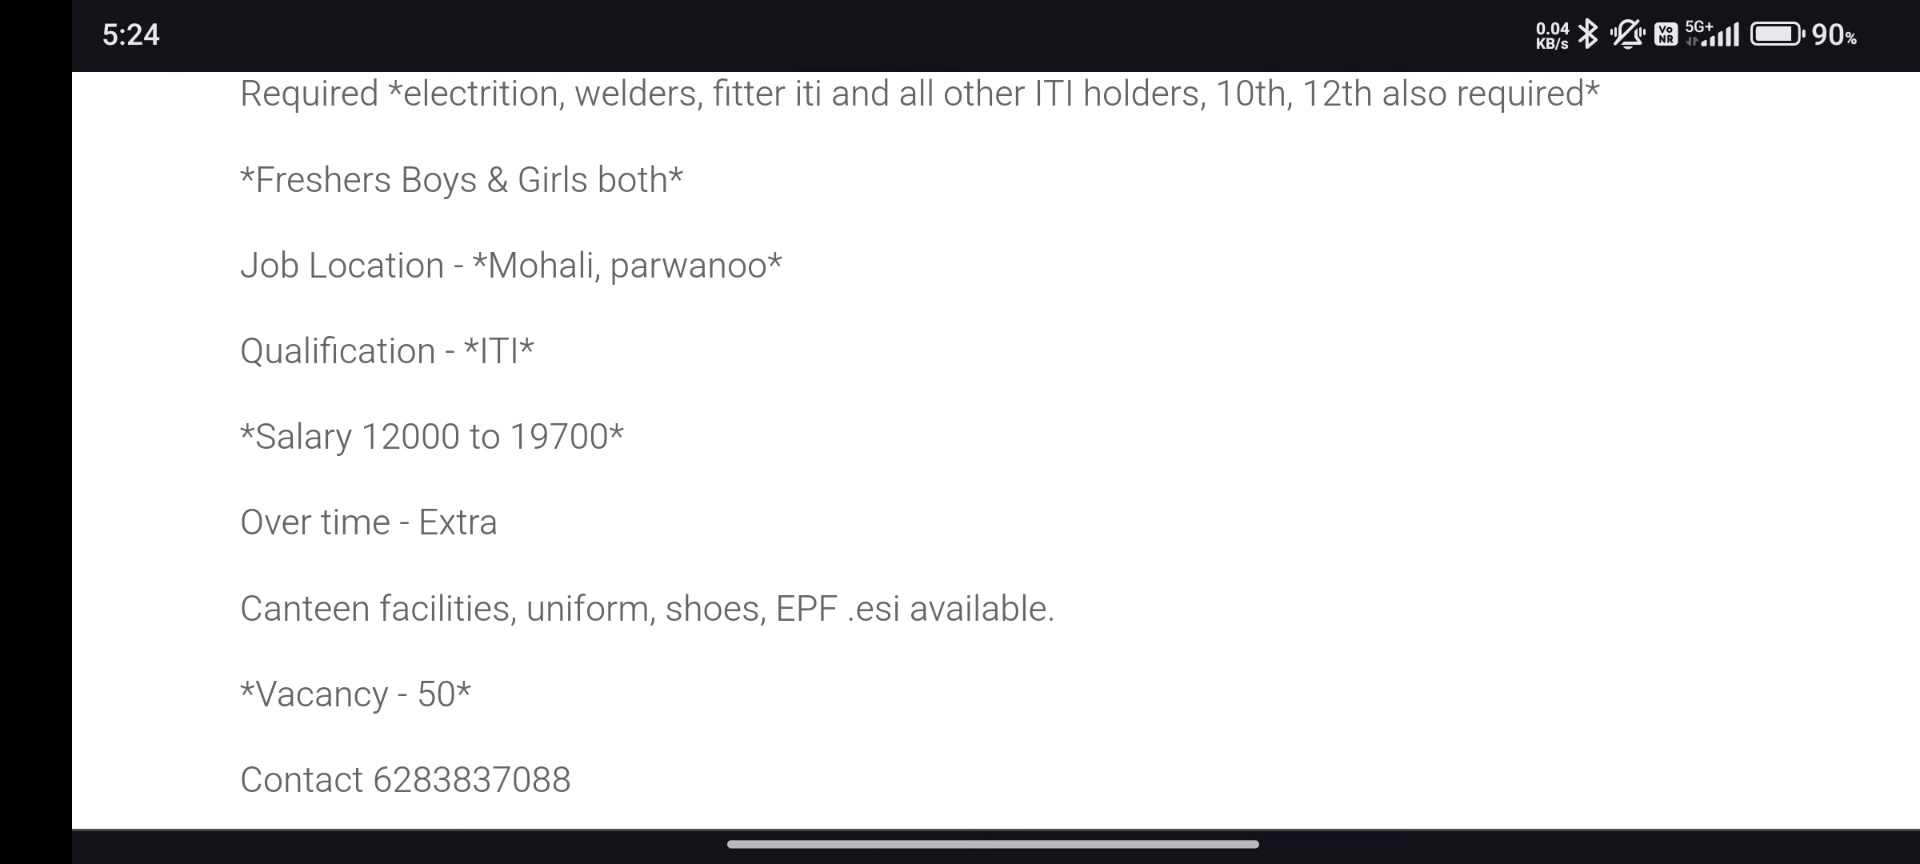 5:24
0.04 KB/s Vo NR 5G+ 90%
Required *electrition, welders, fitter iti and all other ITI holders, 10th, 12th also required*
*Freshers Boys & Girls both*
Job Location - *Mohali, parwanoo*
Qualification - *ITI*
*Salary 12000 to 19700*
Over time - Extra
Canteen facilities, uniform, shoes, EPF .esi available.
*Vacancy - 50*
Contact 6283837088